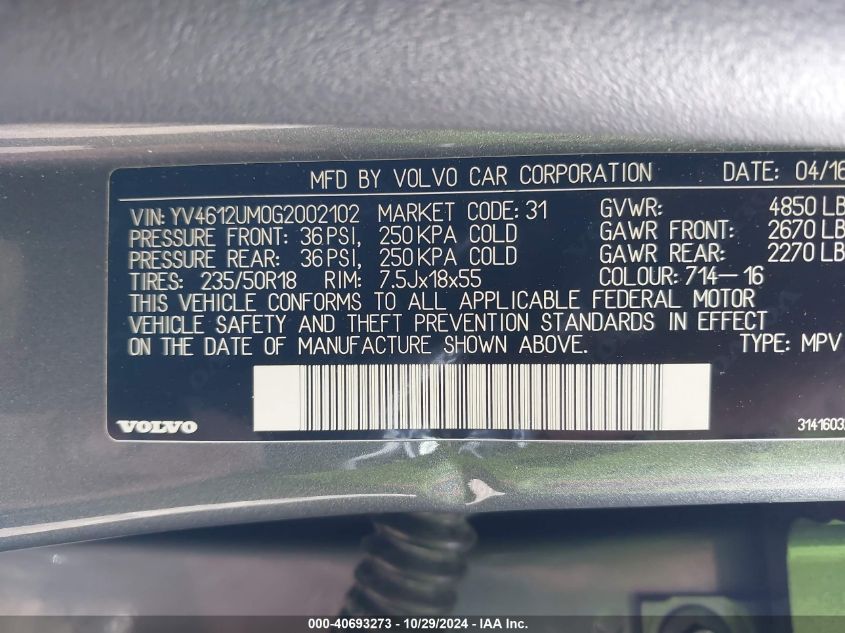 MFD BY VOLVO CAR CORPORATION DATE: 04/16
VIN: YV4612UM0G2002102 MARKET CODE: 31 GVWR: 4850 LB
PRESSURE FRONT: 36 PSI, 250 KPA COLD GAWR FRONT: 2670 LB
PRESSURE REAR: 36 PSI, 250 KPA COLD GAWR REAR: 2270 LB
TIRES: 235/50R18 RIM: 7.5Jx18x55 COLOUR: 714-16
THIS VEHICLE CONFORMS TO ALL APPLICABLE FEDERAL MOTOR
VEHICLE SAFETY AND THEFT PREVENTION STANDARDS IN EFFECT
ON THE DATE OF MANUFACTURE SHOWN ABOVE. TYPE: MPV
VOLVO 3141603
000-40693273 - 10/29/2024 - IAA Inc.